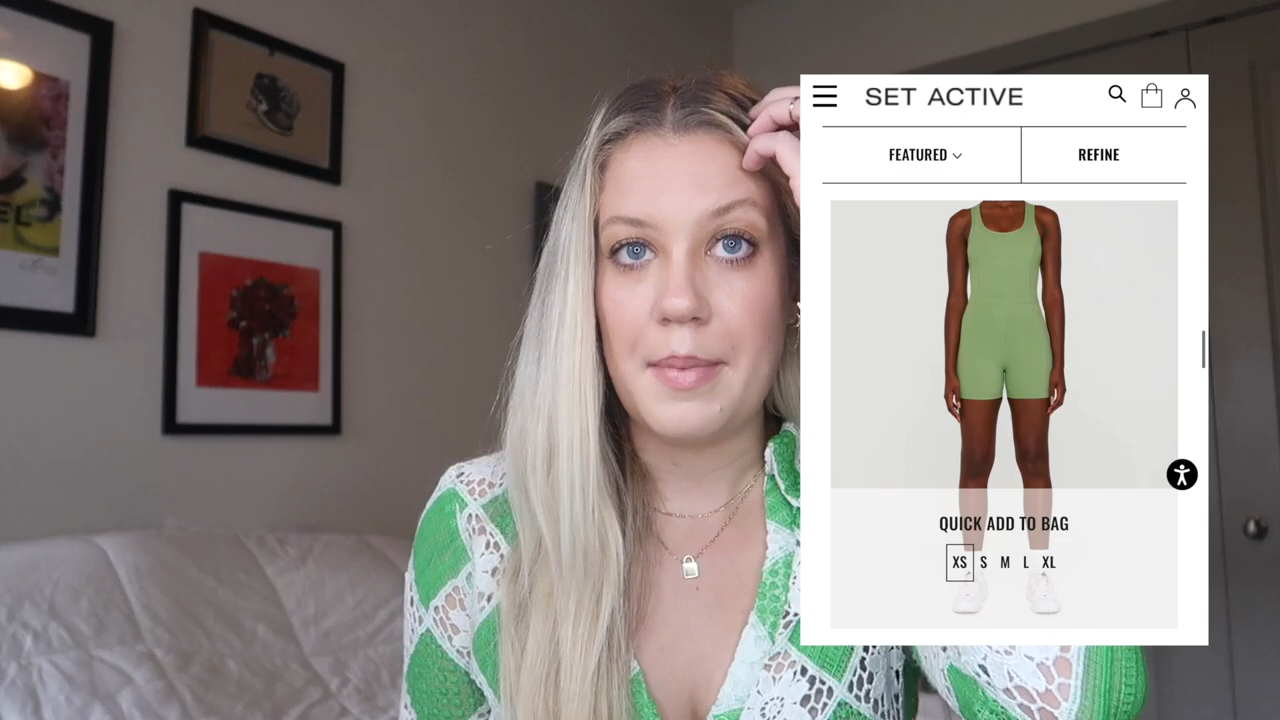 SET ACTIVE
FEATURED
REFINE
QUICK ADD TO BAG
XS S M L XL